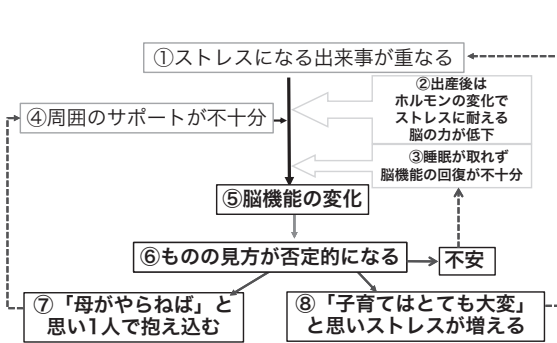 ①ストレスになる出来事が重なる
②出産後は
ホルモンの変化で
ストレスに耐える
脳の力が低下
④周囲のサポートが不十分
③睡眠が取れず
脳機能の回復が不十分
⑤脳機能の変化
⑥ものの見方が否定的になる
不安
⑦「母がやらねば」と
思い1人で抱え込む
⑧「子育てはとても大変」
と思いストレスが増える